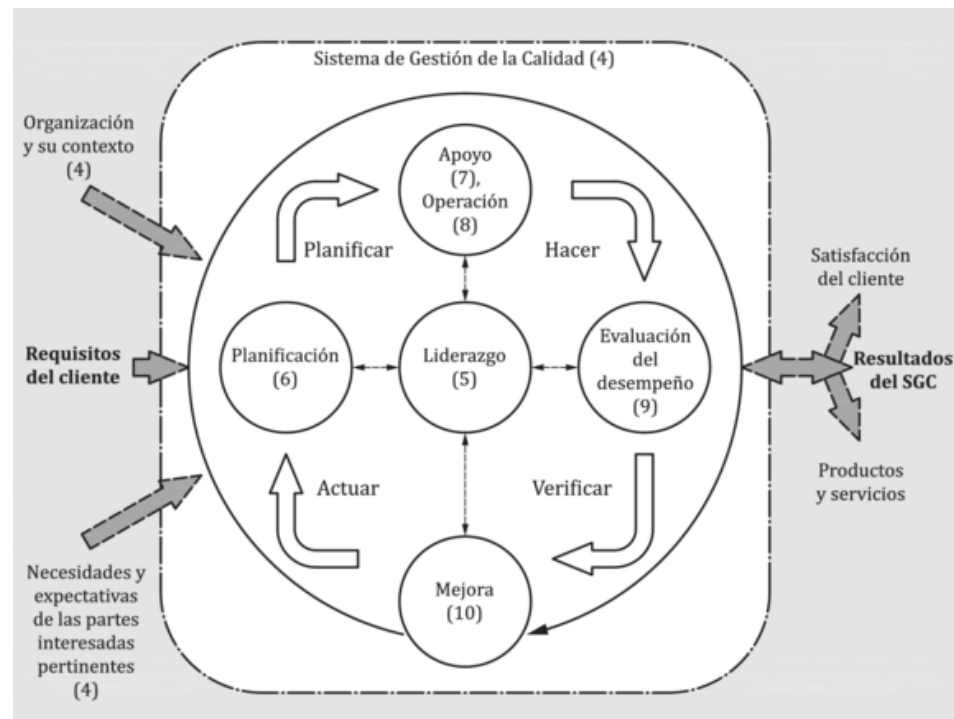 Sistema de Gestión de la Calidad (4)
Organización
y su contexto
(4)
Apoyo
(7),
Operación
(8)
Planificar
Hacer
Satisfacción
del cliente
Requisitos
del cliente
Planificación
(6)
Liderazgo
(5)
Evaluación
del
desempeño
(9)
Resultados
del SGC
Actuar
Verificar
Productos
y servicios
Necesidades y
expectativas
de las partes
interesadas
pertinentes
(4)
Mejora
(10)